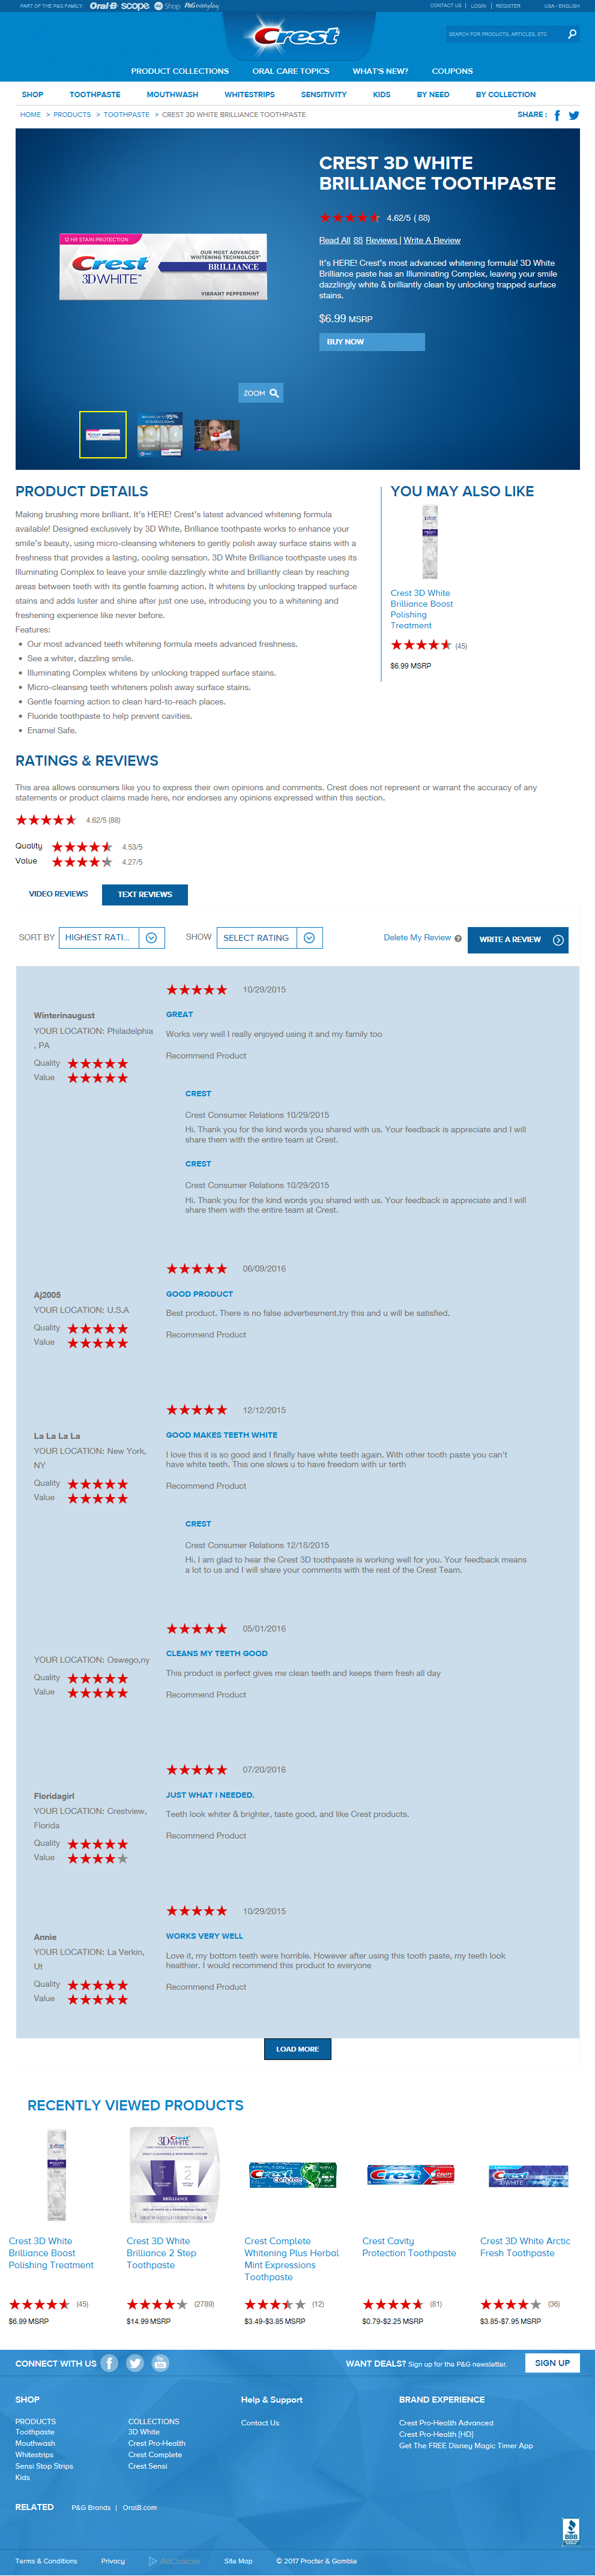 PART OF THE P&G FAMILY: Oral-B scope Shop P&G everyday
CONTACT US | LOGIN | REGISTER USA - ENGLISH
Crest
SEARCH FOR PRODUCTS, ARTICLES, ETC
PRODUCT COLLECTIONS ORAL CARE TOPICS WHAT'S NEW? COUPONS
SHOP TOOTHPASTE MOUTHWASH WHITESTRIPS SENSITIVITY KIDS BY NEED BY COLLECTION
HOME > PRODUCTS > TOOTHPASTE > CREST 3D WHITE BRILLIANCE TOOTHPASTE
SHARE :
12 HR STAIN PROTECTION
Crest
3DWHITE
OUR MOST ADVANCED
WHITENING TECHNOLOGY
BRILLIANCE
VIBRANT PEPPERMINT
ZOOM
95%
CREST 3D WHITE
BRILLIANCE TOOTHPASTE
4.62/5 ( 88)
Read All 88 Reviews | Write A Review
It's HERE! Crest's most advanced whitening formula! 3D White
Brilliance paste has an Illuminating Complex, leaving your smile
dazzlingly white & brilliantly clean by unlocking trapped surface
stains.
$6.99 MSRP
BUY NOW
PRODUCT DETAILS
Making brushing more brilliant. It's HERE! Crest's latest advanced whitening formula
available! Designed exclusively by 3D White, Brilliance toothpaste works to enhance your
smile's beauty, using micro-cleansing whiteners to gently polish away surface stains with a
freshness that provides a lasting, cooling sensation. 3D White Brilliance toothpaste uses its
Illuminating Complex to leave your smile dazzlingly white and brilliantly clean by reaching
areas between teeth with its gentle foaming action. It whitens by unlocking trapped surface
stains and adds luster and shine after just one use, introducing you to a whitening and
freshening experience like never before.
Features:
Our most advanced teeth whitening formula meets advanced freshness.
See a whiter, dazzling smile.
Illuminating Complex whitens by unlocking trapped surface stains.
Micro-cleansing teeth whiteners polish away surface stains.
Gentle foaming action to clean hard-to-reach places.
Fluoride toothpaste to help prevent cavities.
Enamel Safe.
YOU MAY ALSO LIKE
Crest 3D White
Brilliance Boost
Polishing
Treatment
(45)
$6.99 MSRP
RATINGS & REVIEWS
This area allows consumers like you to express their own opinions and comments. Crest does not represent or warrant the accuracy of any
statements or product claims made here, nor endorses any opinions expressed within this section.
4.62/5 (88)
Quality 4.53/5
Value 4.27/5
VIDEO REVIEWS TEXT REVIEWS
SORT BY HIGHEST RATI... SHOW SELECT RATING Delete My Review ? WRITE A REVIEW
10/29/2015
Winterinaugust
YOUR LOCATION: Philadelphia
, PA
Quality
Value
GREAT
Works very well I really enjoyed using it and my family too
Recommend Product
CREST
Crest Consumer Relations 10/29/2015
Hi. Thank you for the kind words you shared with us. Your feedback is appreciate and I will
share them with the entire team at Crest.
CREST
Crest Consumer Relations 10/29/2015
Hi. Thank you for the kind words you shared with us. Your feedback is appreciate and I will
share them with the entire team at Crest.
06/09/2016
Aj2005
YOUR LOCATION: U.S.A
Quality
Value
GOOD PRODUCT
Best product. There is no false advertiesment.try this and u will be satisfied.
Recommend Product
12/12/2015
La La La La
YOUR LOCATION: New York,
NY
Quality
Value
GOOD MAKES TEETH WHITE
I love this it is so good and I finally have white teeth again. With other tooth paste you can't
have white teeth. This one slows u to have freedom with ur terth
Recommend Product
CREST
Crest Consumer Relations 12/18/2015
Hi. I am glad to hear the Crest 3D toothpaste is working well for you. Your feedback means
a lot to us and I will share your comments with the rest of the Crest Team.
05/01/2016
YOUR LOCATION: Oswego,ny
Quality
Value
CLEANS MY TEETH GOOD
This product is perfect gives me clean teeth and keeps them fresh all day
Recommend Product
07/20/2016
Floridagirl
YOUR LOCATION: Crestview,
Florida
Quality
Value
JUST WHAT I NEEDED.
Teeth look whiter & brighter, taste good, and like Crest products.
Recommend Product
10/29/2015
Annie
YOUR LOCATION: La Verkin,
Ut
Quality
Value
WORKS VERY WELL
Love it, my bottom teeth were horrible. However after using this tooth paste, my teeth look
healthier. I would recommend this product to everyone
Recommend Product
LOAD MORE
RECENTLY VIEWED PRODUCTS
Crest 3D White
Brilliance Boost
Polishing Treatment
(45)
$6.99 MSRP
Crest 3D White
Brilliance 2 Step
Toothpaste
(2789)
$14.99 MSRP
Crest Complete
Whitening Plus Herbal
Mint Expressions
Toothpaste
(12)
$3.49-$3.85 MSRP
Crest Cavity
Protection Toothpaste
(81)
$0.79-$2.25 MSRP
Crest 3D White Arctic
Fresh Toothpaste
(36)
$3.85-$7.95 MSRP
CONNECT WITH US
WANT DEALS? Sign up for the P&G newsletter. SIGN UP
SHOP
PRODUCTS
Toothpaste
Mouthwash
Whitestrips
Sensi Stop Strips
Kids
COLLECTIONS
3D White
Crest Pro-Health
Crest Complete
Crest Sensi
Help & Support
Contact Us
BRAND EXPERIENCE
Crest Pro-Health Advanced
Crest Pro-Health [HD]
Get The FREE Disney Magic Timer App
RELATED P&G Brands | OralB.com
BBB
Terms & Conditions Privacy AdChoices Site Map © 2017 Procter & Gamble